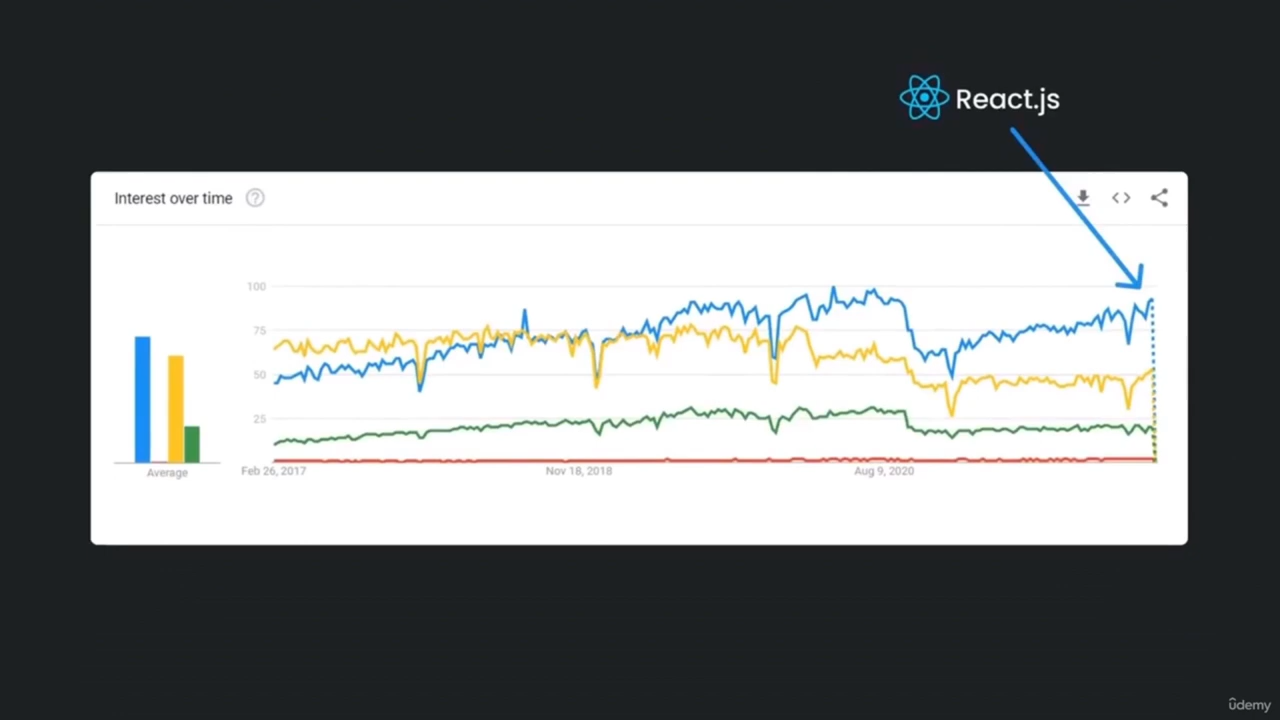 React.js
Interest over time ?
100
75
50
25
Average
Feb 26, 2017 Nov 18, 2018 Aug 9, 2020
ûdemy